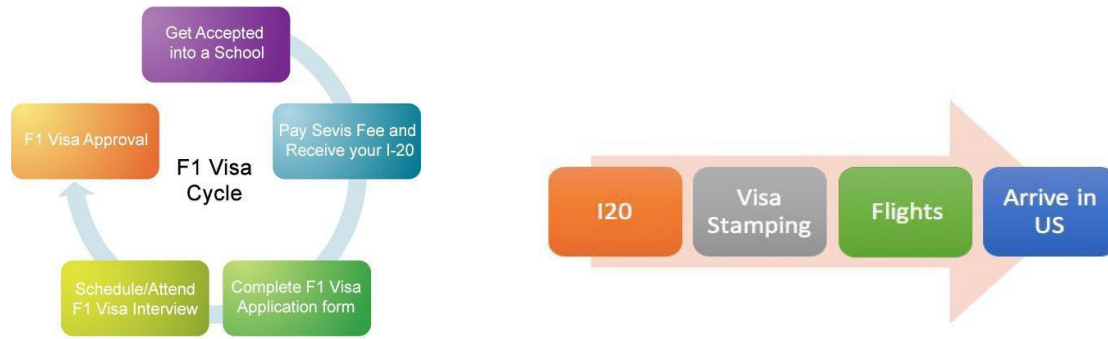 Get Accepted
into a School
Pay Sevis Fee and
Receive your I-20
Complete F1 Visa
Application form
Schedule/Attend
F1 Visa Interview
F1 Visa Approval
F1 Visa
Cycle
I20
Visa
Stamping
Flights
Arrive in
US